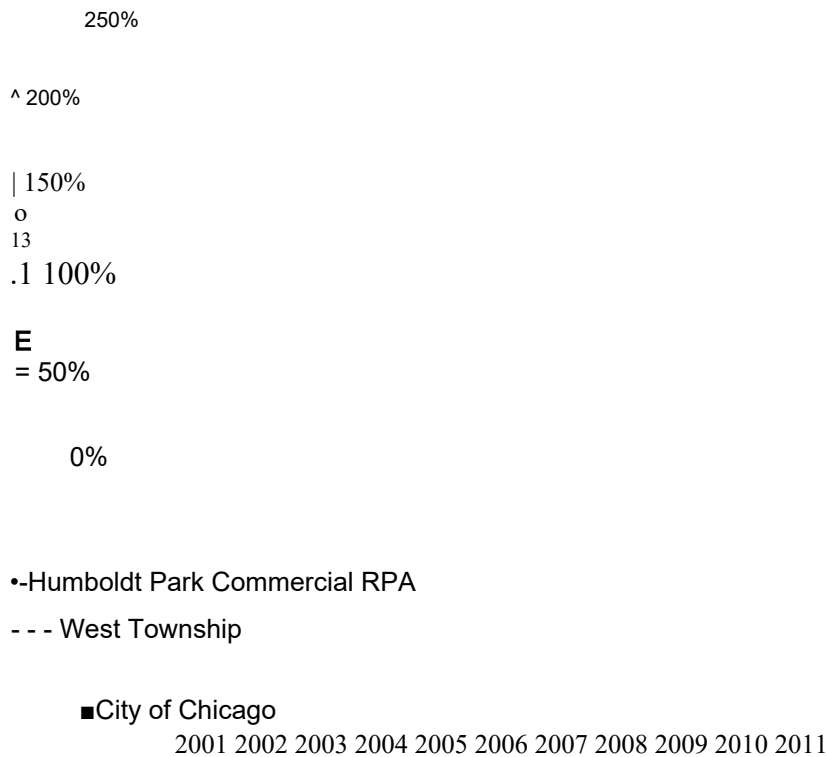 250%
^ 200%
| 150%
o
13
.1 100%
E
= 50%
0%
•-Humboldt Park Commercial RPA
- - - West Township
■City of Chicago
2001 2002 2003 2004 2005 2006 2007 2008 2009 2010 2011